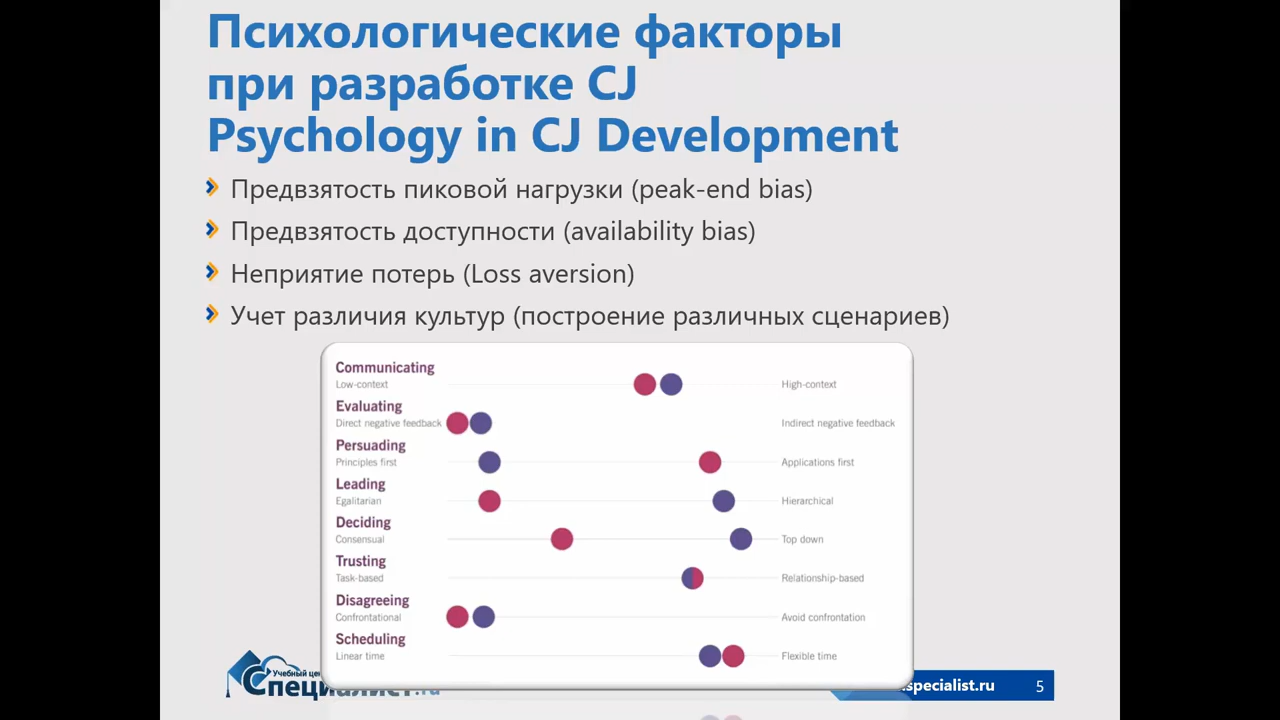 Психологические факторы
при разработке CJ
Psychology in CJ Development
Предвзятость пиковой нагрузки (peak-end bias)
Предвзятость доступности (availability bias)
Неприятие потерь (Loss aversion)
Учет различия культур (построение различных сценариев)
Communicating
Low-context High-context
Evaluating
Direct negative feedback Indirect negative feedback
Persuading
Principles first Applications first
Leading
Egalitarian Hierarchical
Deciding
Consensual Top down
Trusting
Task-based Relationship-based
Disagreeing
Confrontational Avoid confrontation
Scheduling
Linear time Flexible time
Учебный
Специалист.ru
.specialist.ru 5